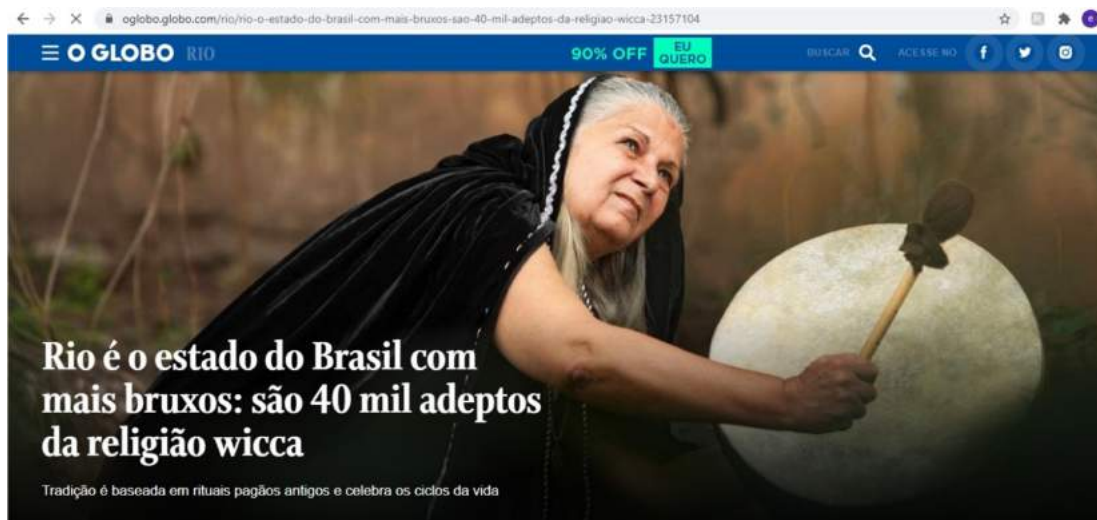 oglobo.globo.com/rio/rio-o-estado-do-brasil-com-mais-bruxos-sao-40-mil-adeptos-da-religiao-wicca-23157104
O GLOBO RIO
90% OFF
EU
QUERO
BUSCAR
ACESSE NO
Rio é o estado do Brasil com
mais bruxos: são 40 mil adeptos
da religião wicca
Tradição é baseada em rituais pagãos antigos e celebra os ciclos da vida